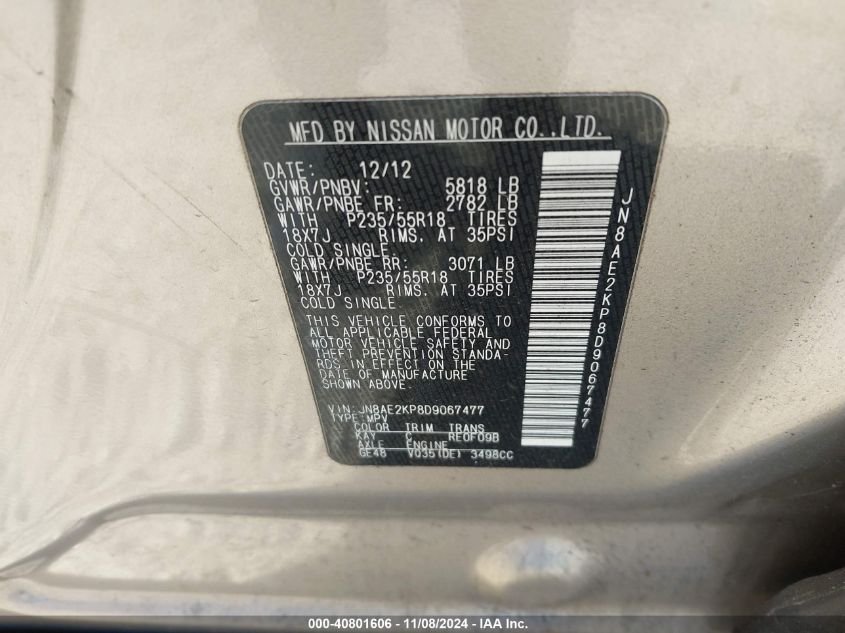 MFD BY NISSAN MOTOR CO.,LTD.
DATE: 12/12
GVWR/PNBV: 5818 LB
GAWR/PNBE FR: 2782 LB
WITH P235/55R18 TIRES
18X7J RIMS. AT 35PSI
COLD SINGLE.
GAWR/PNBE RR: 3071 LB
WITH P235/55R18 TIRES
18X7J RIMS. AT 35PSI
COLD SINGLE.
THIS VEHICLE CONFORMS TO
ALL APPLICABLE FEDERAL
MOTOR VEHICLE SAFETY AND
THEFT PREVENTION STANDA-
RDS IN EFFECT ON THE
DATE OF MANUFACTURE
SHOWN ABOVE.
VIN: JN8AE2KP8D9067477
TYPE: MPV
COLOR TRIM TRANS
KAY C RE0F09B
AXLE ENGINE
GE48 VQ35(DE) 3498CC
JN8AE2KP8D9067477
000-40801606 - 11/08/2024 - IAA Inc.